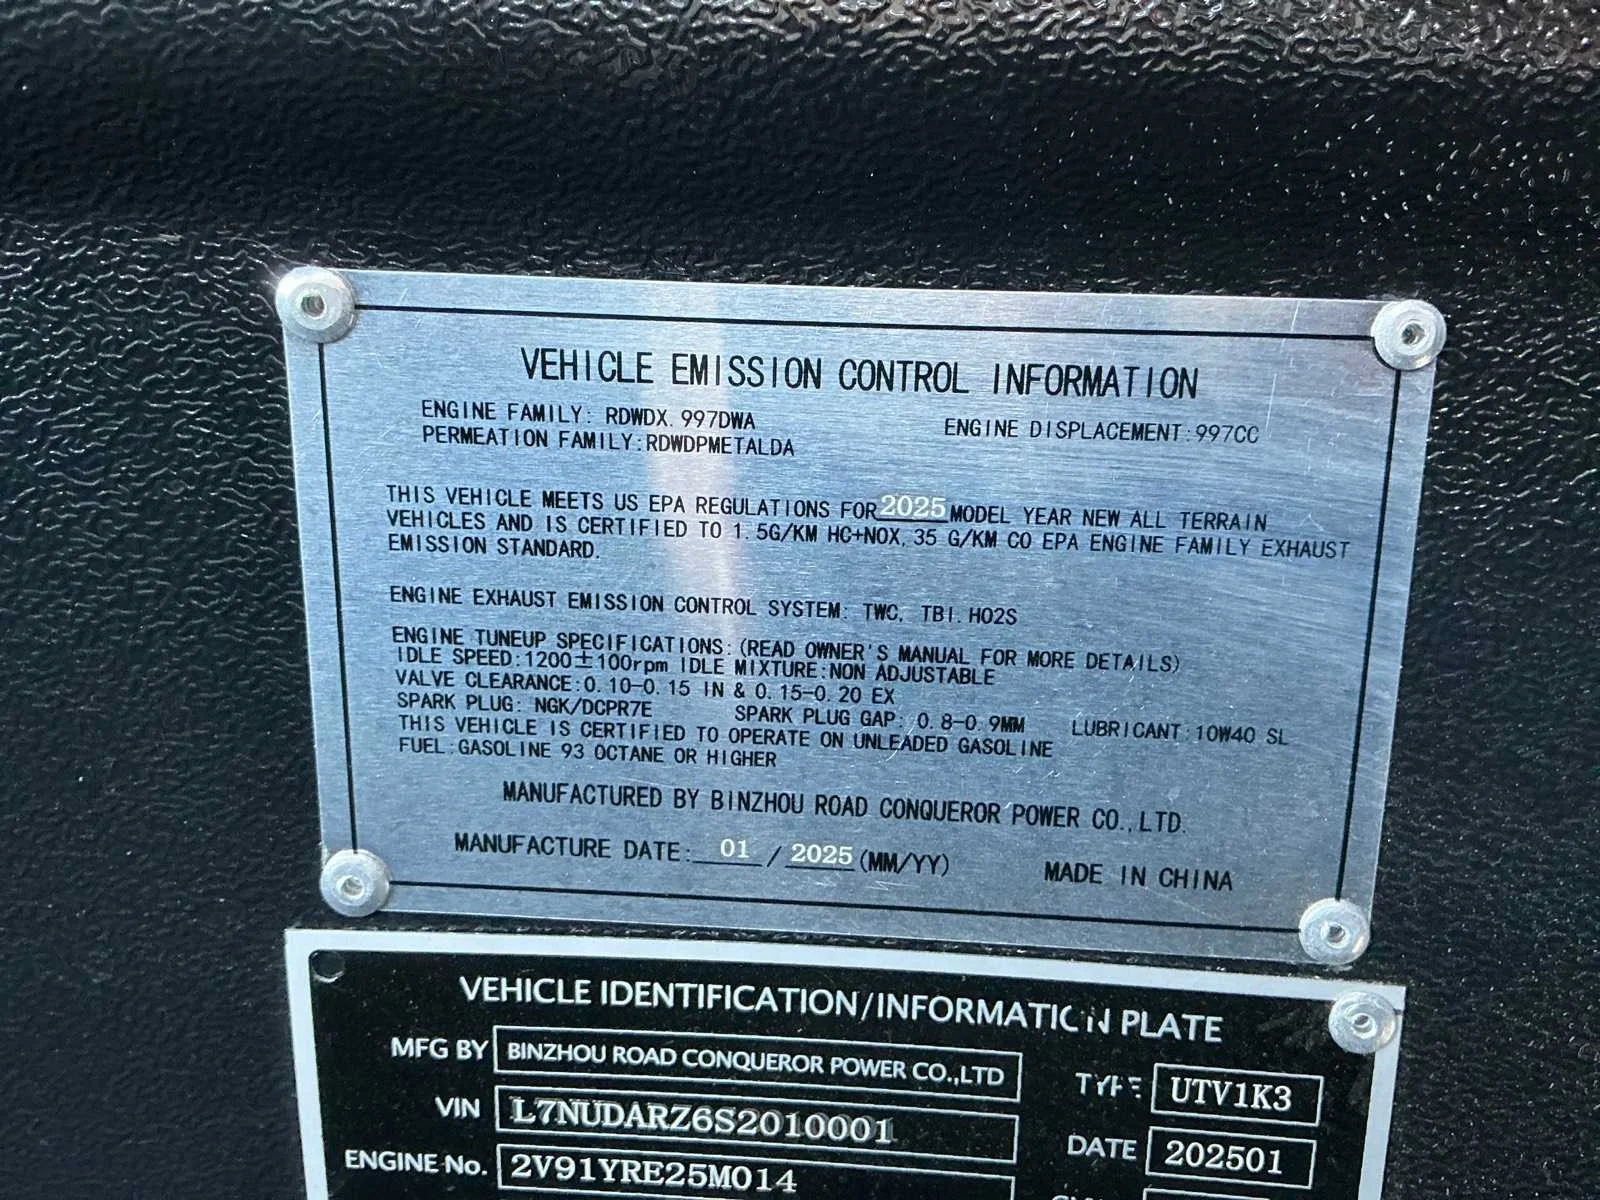 VEHICLE EMISSION CONTROL INFORMATION
ENGINE FAMILY: RDWDX. 997DWA
ENGINE DISPLACEMENT:997CC
PERMEATION FAMILY:RDWDPMETALDA
THIS VEHICLE MEETS US EPA REGULATIONS FOR 2025 MODEL YEAR NEW ALL TERRAIN
VEHICLES AND IS CERTIFIED TO 1.5G/KM HC+NOX, 35 G/KM CO EPA ENGINE FAMILY EXHAUST
EMISSION STANDARD.
ENGINE EXHAUST EMISSION CONTROL SYSTEM: TWC, TBI. HO2S
ENGINE TUNEUP SPECIFICATIONS: (READ OWNER'S MANUAL FOR MORE DETAILS)
IDLE SPEED:1200±100rpm IDLE MIXTURE:NON ADJUSTABLE
VALVE CLEARANCE:0.10-0.15 IN & 0.15-0.20 EX
SPARK PLUG: NGK/DCPR7E SPARK PLUG GAP: 0.8-0.9MM LUBRICANT:10W40 SL
THIS VEHICLE IS CERTIFIED TO OPERATE ON UNLEADED GASOLINE
FUEL:GASOLINE 93 OCTANE OR HIGHER
MANUFACTURED BY BINZHOU ROAD CONQUEROR POWER CO.,LTD.
MANUFACTURE DATE: 01 / 2025 (MM/YY)
MADE IN CHINA
VEHICLE IDENTIFICATION/INFORMATION PLATE
MFG BY BINZHOU ROAD CONQUEROR POWER CO.,LTD
TYPE UTV1K3
VIN L7NUDARZ6S2010001
DATE 202501
ENGINE No. 2V91YRE25M014